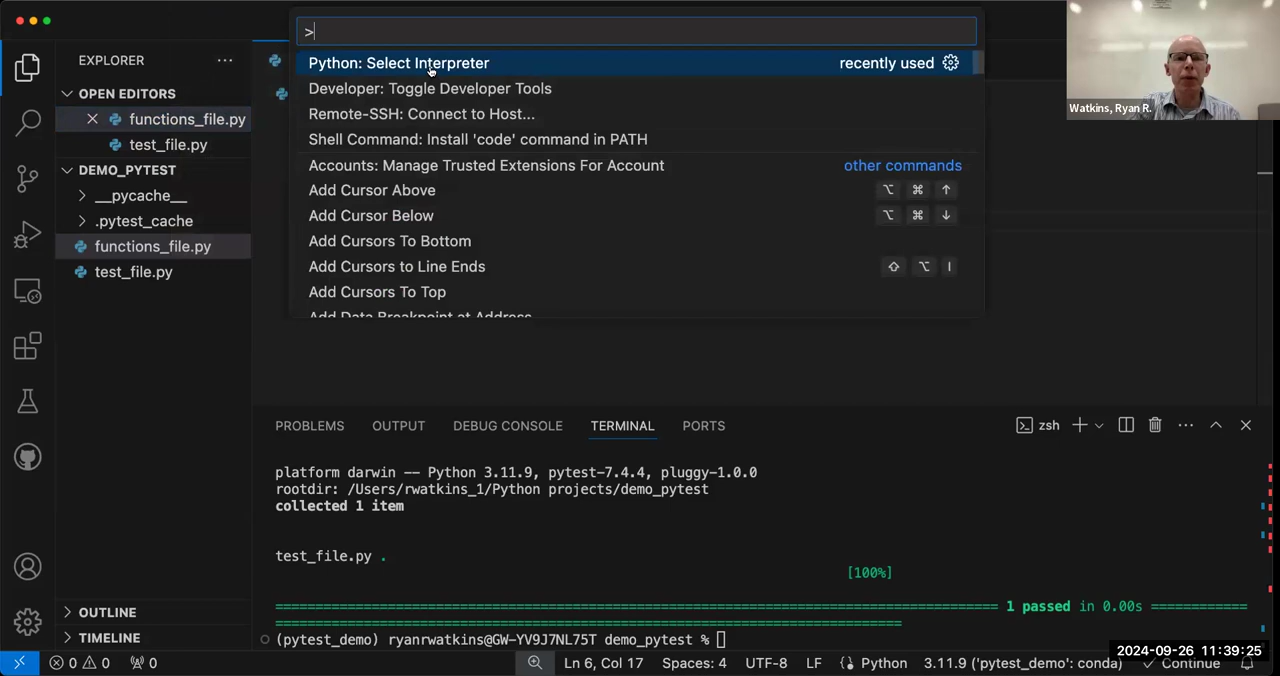 >
Python: Select Interpreter recently used
Developer: Toggle Developer Tools
Remote-SSH: Connect to Host...
Shell Command: Install 'code' command in PATH
Accounts: Manage Trusted Extensions For Account other commands
Add Cursor Above ⌥ ⌘ ↑
Add Cursor Below ⌥ ⌘ ↓
Add Cursors To Bottom
Add Cursors to Line Ends ⇧ ⌥ I
Add Cursors To Top
Add Data Breakpoint at Address
Watkins, Ryan R.
EXPLORER ...
OPEN EDITORS
functions_file.py
test_file.py
DEMO_PYTEST
__pycache__
.pytest_cache
functions_file.py
test_file.py
OUTLINE
TIMELINE
PROBLEMS OUTPUT DEBUG CONSOLE TERMINAL PORTS zsh
platform darwin -- Python 3.11.9, pytest-7.4.4, pluggy-1.0.0
rootdir: /Users/rwatkins_1/Python projects/demo_pytest
collected 1 item
test_file.py .
[100%]
1 passed in 0.00s
(pytest_demo) ryanrwatkins@GW-YV9J7NL75T demo_pytest %
0 0 0 Ln 6, Col 17 Spaces: 4 UTF-8 LF Python 3.11.9 ('pytest_demo': conda) Continue
2024-09-26 11:39:25